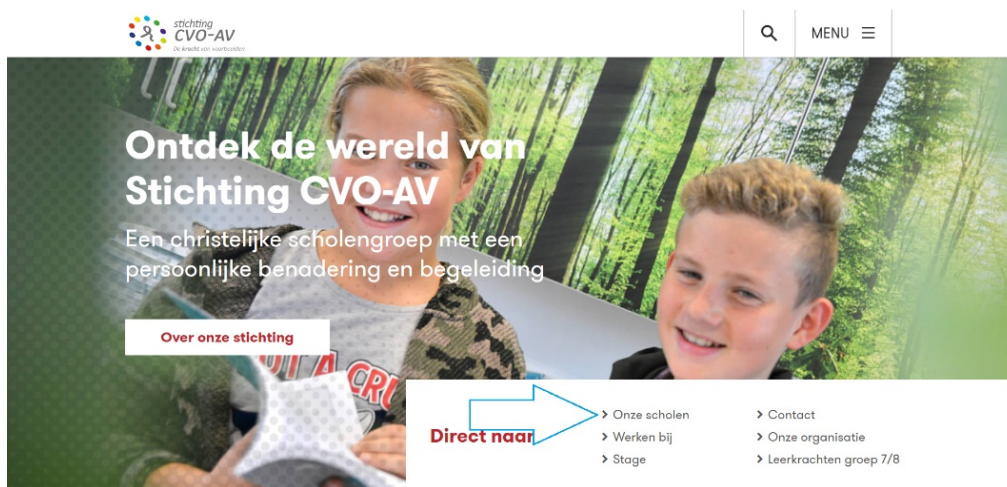 stichting
CVO-AV
De kracht van voorbeelden
MENU
Ontdek de wereld van
Stichting CVO-AV
Een christelijke scholengroep met een
persoonlijke benadering en begeleiding
Over onze stichting
Direct naar
Onze scholen
Werken bij
Stage
Contact
Onze organisatie
Leerkrachten groep 7/8